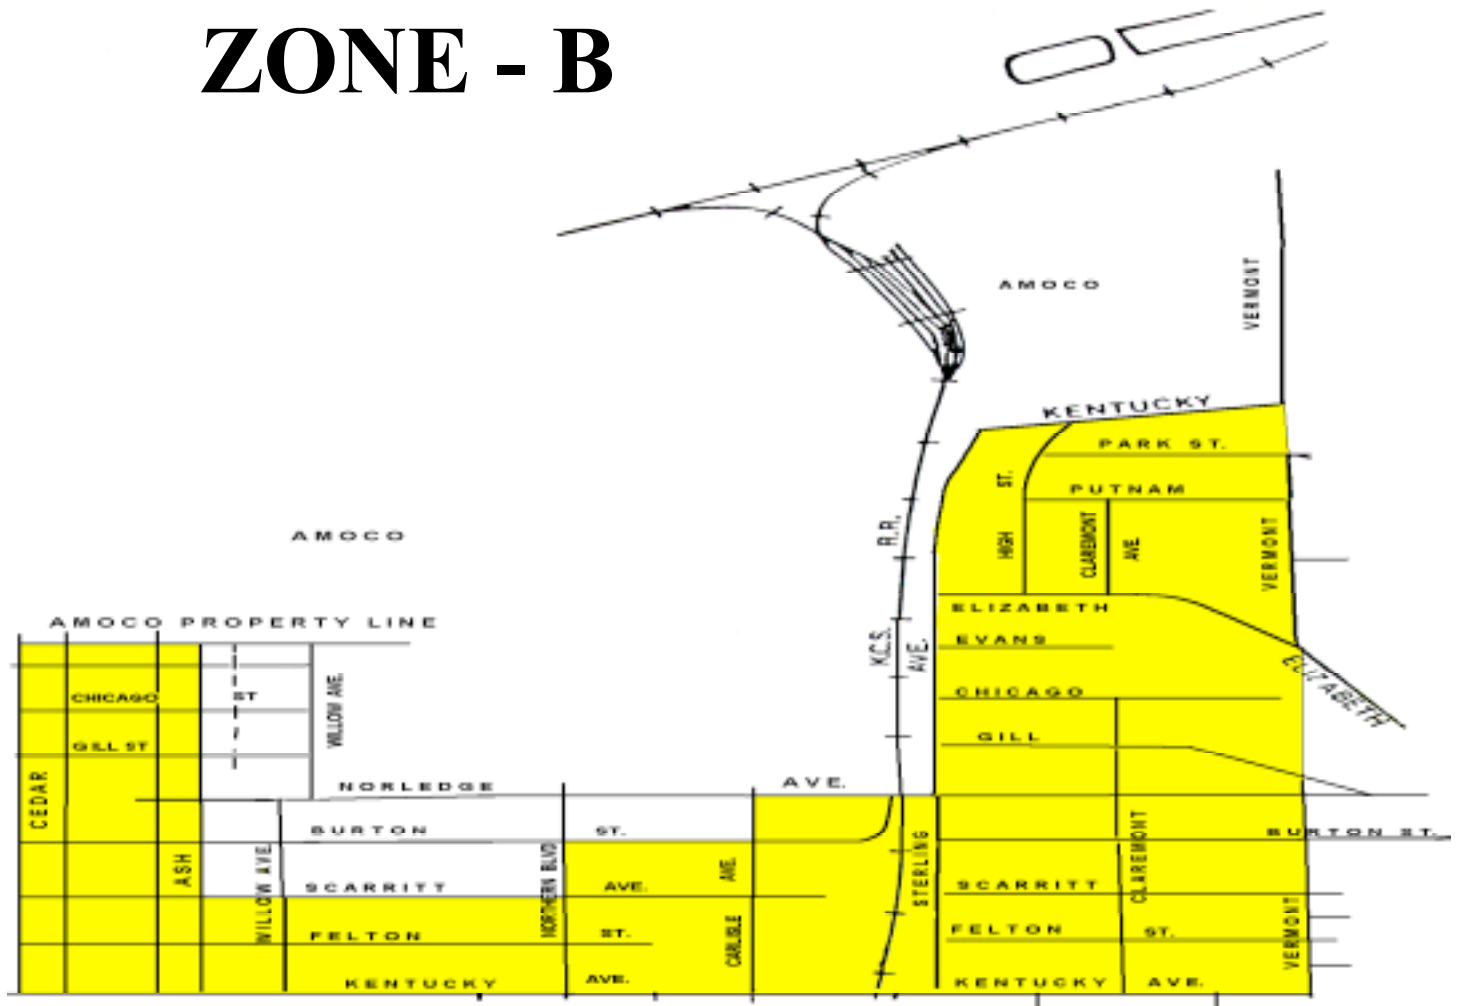 ZONE - B
AMOCO
VERMONT
KENTUCKY
PARK ST.
ST.
PUTNAM
R.R.
HIGH
CLAREMONT
AVE
VERMONT
AMOCO
ELIZABETH
AMOCO PROPERTY LINE
K.C.S.
AVE.
EVANS
ELIZABETH
CHICAGO
ST
WILLOW AVE.
CHICAGO
GILL ST
GILL
CEDAR
NORLEDGE
AVE.
BURTON
ST.
BURTON ST.
ASH
WILLOW AVE.
NORTHERN BLVD
AVE.
STERLING
CLAREMONT
SCARRITT
AVE.
SCARRITT
FELTON
ST.
CARLISLE
FELTON
ST.
VERMONT
KENTUCKY
AVE.
KENTUCKY
AVE.